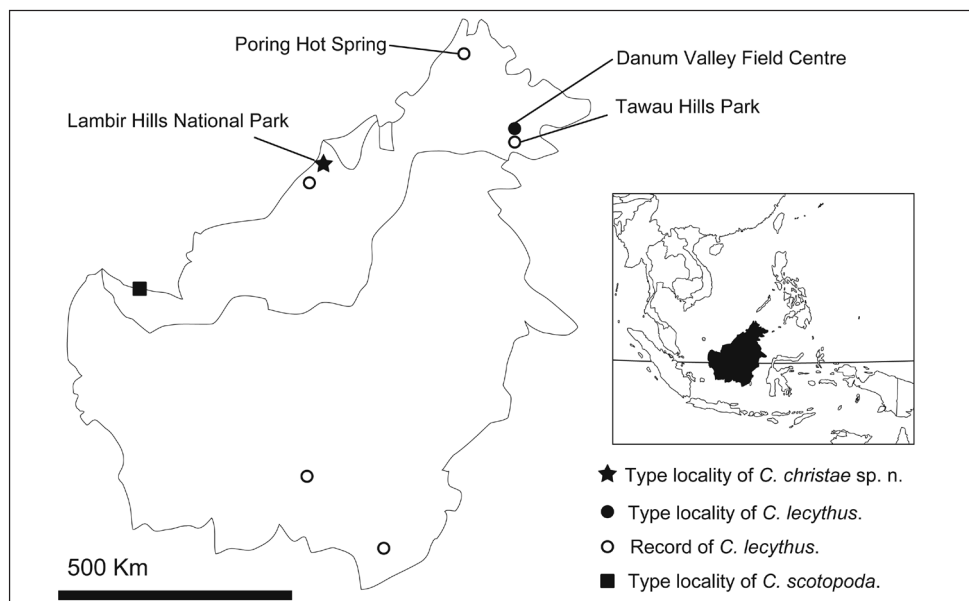 Poring Hot Spring
Danum Valley Field Centre
Tawau Hills Park
Lambir Hills National Park
Type locality of C. christae sp. n.
Type locality of C. lecythus.
Record of C. lecythus.
Type locality of C. scotopoda.
500 Km